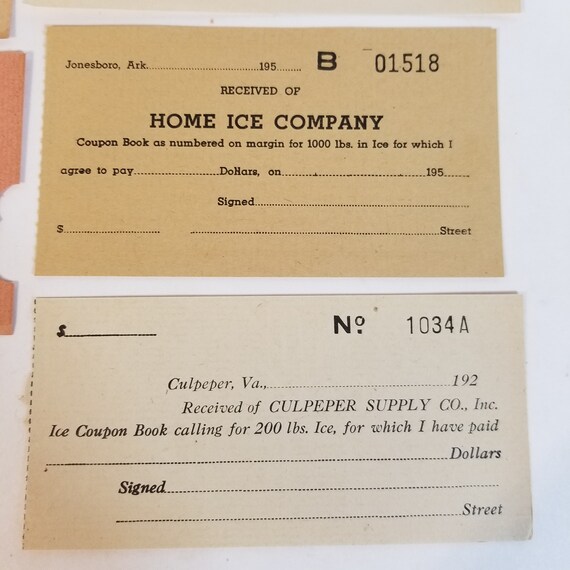 Jonesboro, Ark. 195 B 01518
RECEIVED OF
HOME ICE COMPANY
Coupon Book as numbered on margin for 1000 lbs. in Ice for which I
agree to pay Dollars, on 195
Signed
$ Street
$ No. 1034A
Culpeper, Va., 192
Received of CULPEPER SUPPLY CO., Inc.
Ice Coupon Book calling for 200 lbs. Ice, for which I have paid
Dollars
Signed
Street